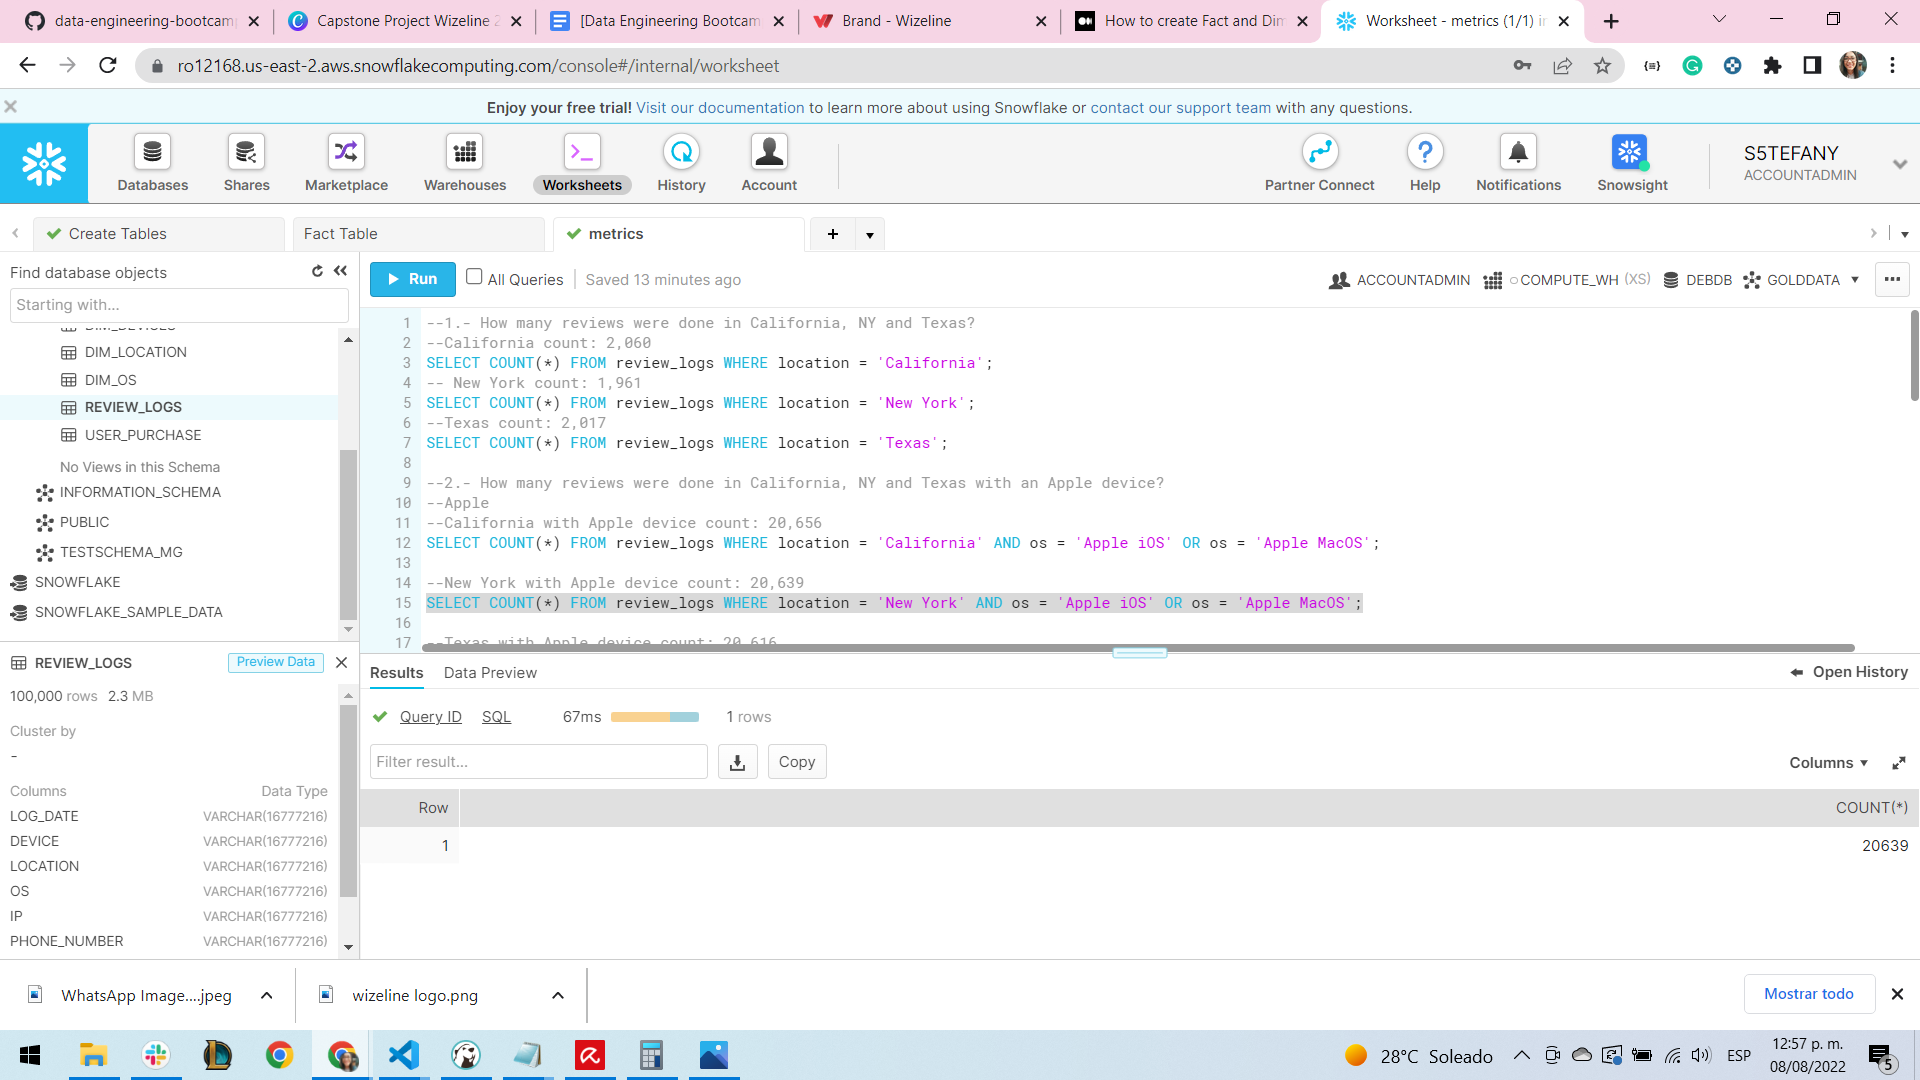 data-engineering-bootcam
Capstone Project Wizeline 2
[Data Engineering Bootcam
Brand - Wizeline
How to create Fact and Dim
Worksheet - metrics (1/1) in
ro12168.us-east-2.aws.snowflakecomputing.com/console#/internal/worksheet
Enjoy your free trial! Visit our documentation to learn more about using Snowflake or contact our support team with any questions.
Databases
Shares
Marketplace
Warehouses
Worksheets
History
Account
Partner Connect
Help
Notifications
Snowsight
S5TEFANY
ACCOUNTADMIN
Create Tables
Fact Table
metrics
Find database objects
Starting with...
DIM_DEVICES
DIM_LOCATION
DIM_OS
REVIEW_LOGS
USER_PURCHASE
No Views in this Schema
INFORMATION_SCHEMA
PUBLIC
TESTSCHEMA_MG
SNOWFLAKE
SNOWFLAKE_SAMPLE_DATA
Run
All Queries
Saved 13 minutes ago
ACCOUNTADMIN
COMPUTE_WH (XS)
DEBDB
GOLDDATA
1 --1.- How many reviews were done in California, NY and Texas?
2 --California count: 2,060
3 SELECT COUNT(*) FROM review_logs WHERE location = 'California';
4 -- New York count: 1,961
5 SELECT COUNT(*) FROM review_logs WHERE location = 'New York';
6 --Texas count: 2,017
7 SELECT COUNT(*) FROM review_logs WHERE location = 'Texas';
8
9 --2.- How many reviews were done in California, NY and Texas with an Apple device?
10 --Apple
11 --California with Apple device count: 20,656
12 SELECT COUNT(*) FROM review_logs WHERE location = 'California' AND os = 'Apple iOS' OR os = 'Apple MacOS';
13
14 --New York with Apple device count: 20,639
15 SELECT COUNT(*) FROM review_logs WHERE location = 'New York' AND os = 'Apple iOS' OR os = 'Apple MacOS';
16
17 --Texas with Apple device count: 20,616
REVIEW_LOGS
Preview Data
100,000 rows 2.3 MB
Cluster by
-
Columns Data Type
LOG_DATE VARCHAR(16777216)
DEVICE VARCHAR(16777216)
LOCATION VARCHAR(16777216)
OS VARCHAR(16777216)
IP VARCHAR(16777216)
PHONE_NUMBER VARCHAR(16777216)
Results
Data Preview
Open History
Query ID
SQL
67ms
1 rows
Filter result...
Copy
Columns
Row COUNT(*)
1 20639
WhatsApp Image....jpeg
wizeline logo.png
Mostrar todo
28°C Soleado
ESP
12:57 p. m.
08/08/2022
5